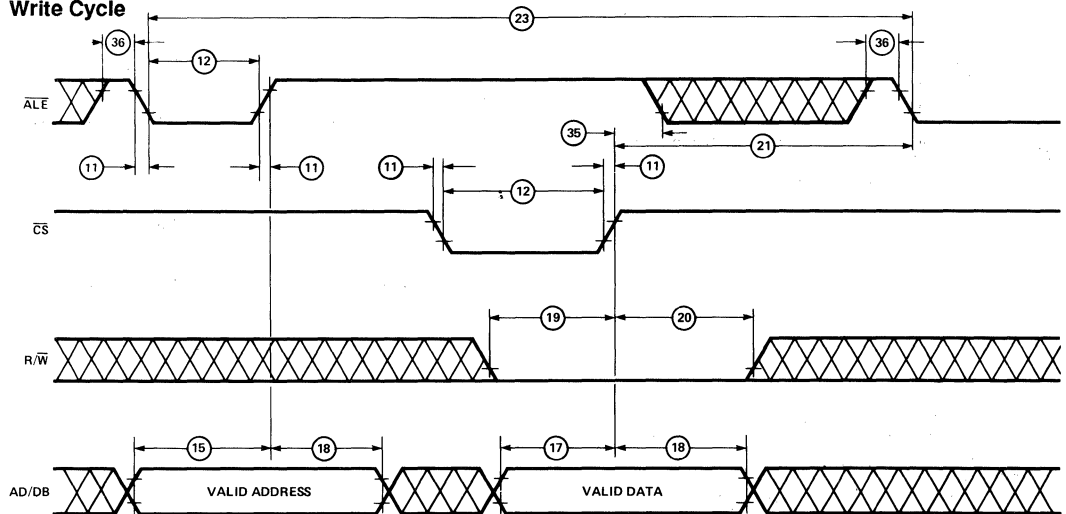 Write Cycle
23
36
12
36
ALE
35
21
11
11
11
11
12
CS
19
20
R/W
15
18
17
18
AD/DB
VALID ADDRESS
VALID DATA